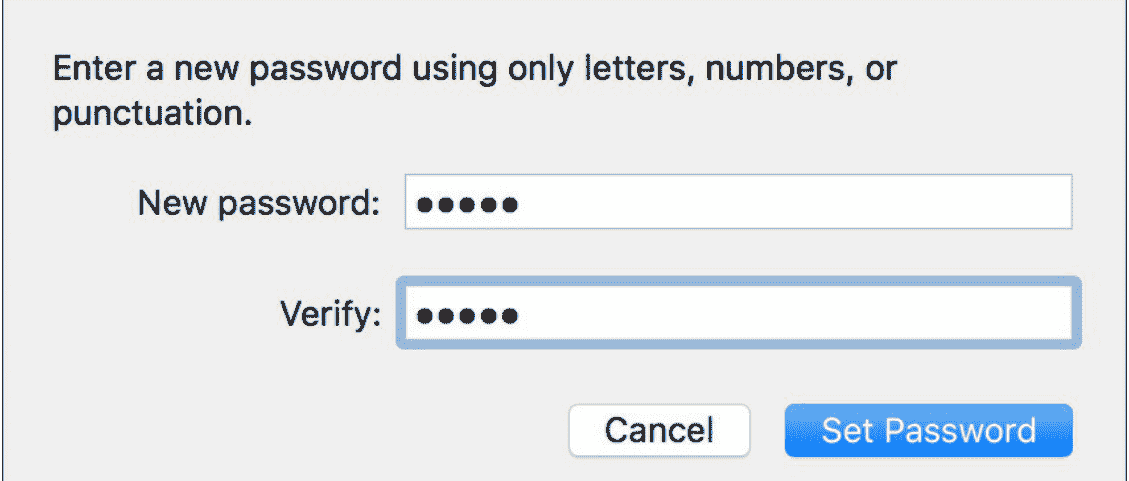 Enter a new password using only letters, numbers, or
punctuation.
New password: •••••
Verify: •••••
Cancel Set Password